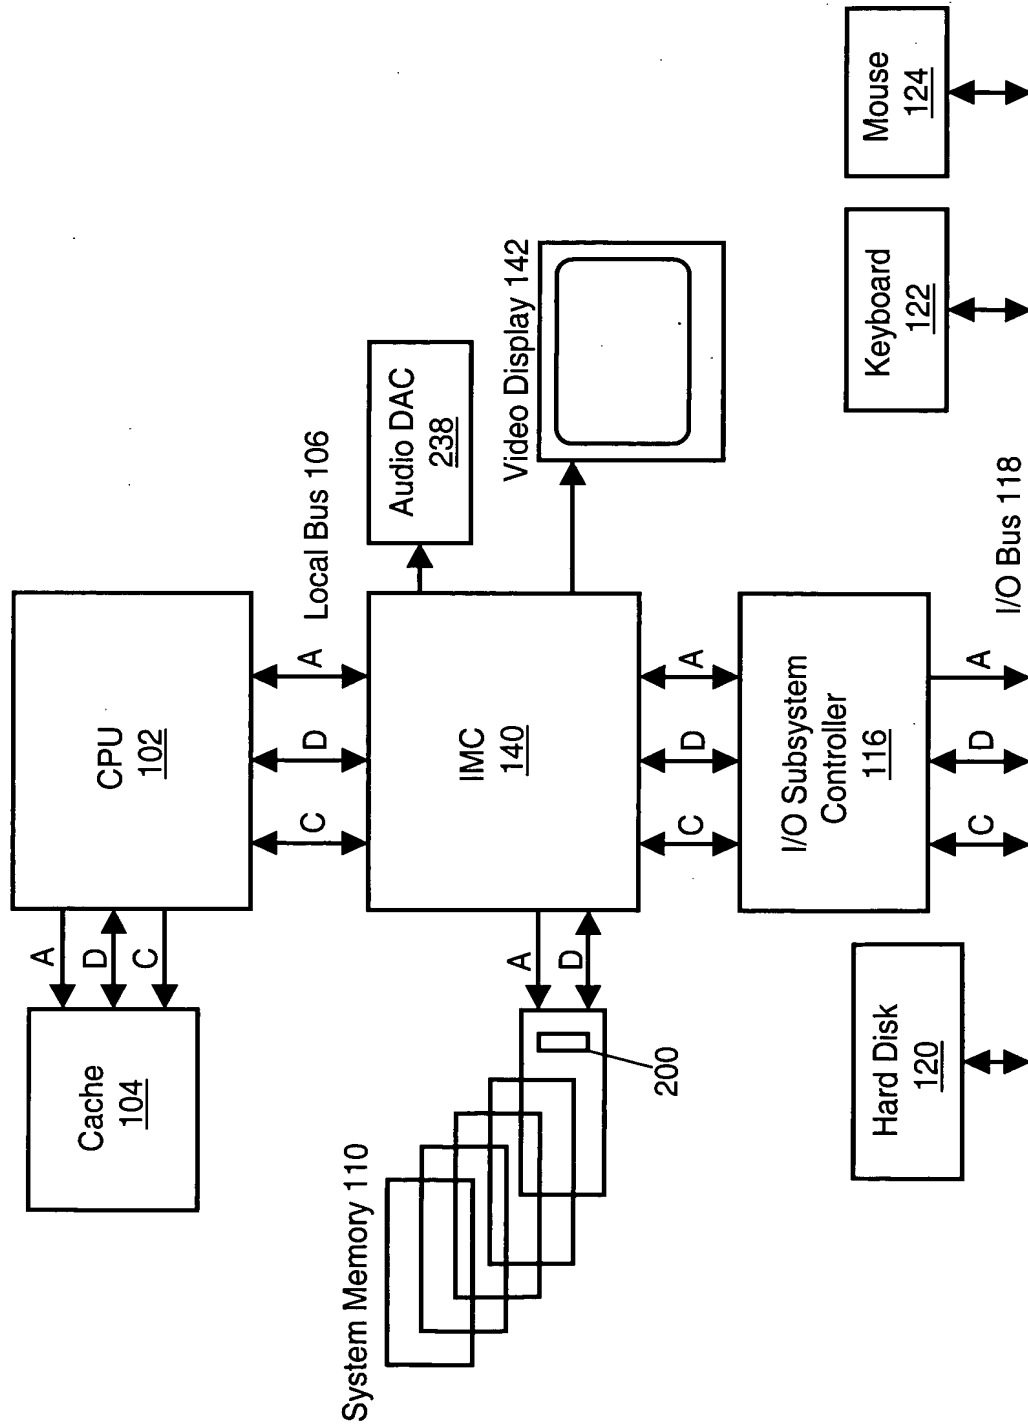 Cache
104
A
D
C
CPU
102
C
D
A
Local Bus 106
System Memory 110
200
A
D
IMC
140
Audio DAC
238
Video Display 142
C
D
A
I/O Subsystem
Controller
116
C
D
A
I/O Bus 118
Hard Disk
120
Keyboard
122
Mouse
124